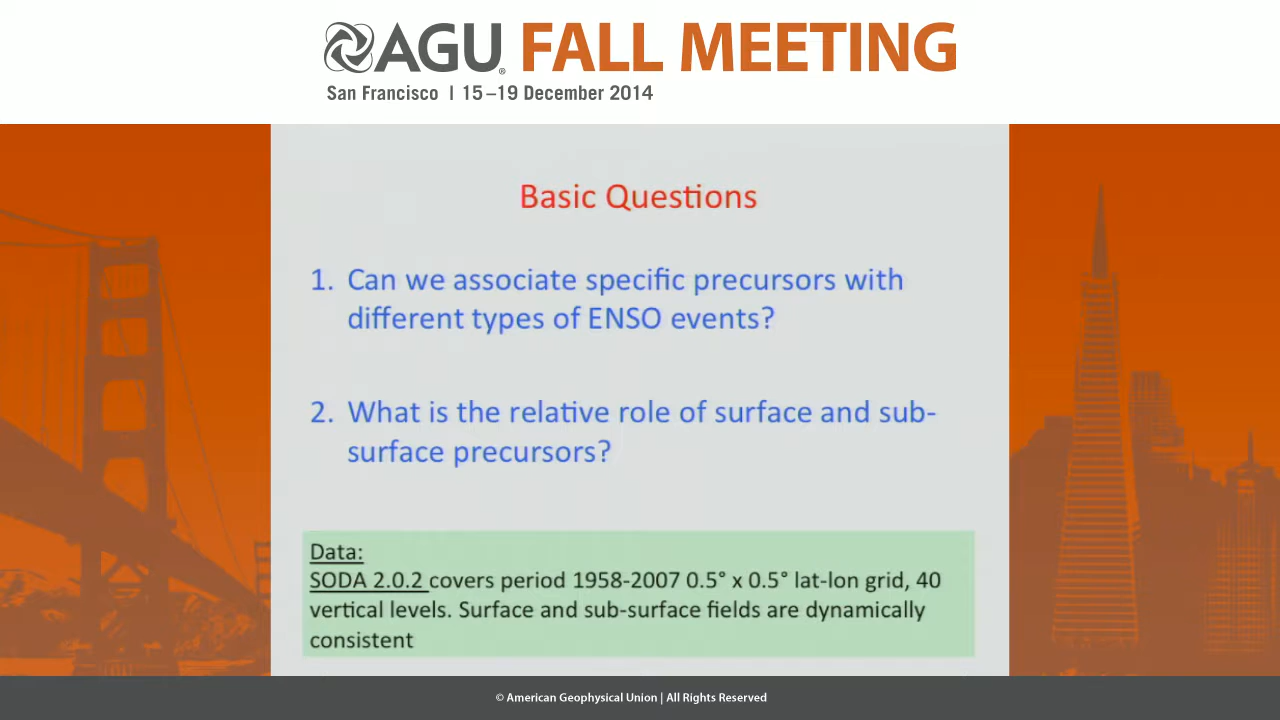 AGU® FALL MEETING
San Francisco | 15–19 December 2014
Basic Questions
1. Can we associate specific precursors with
different types of ENSO events?
2. What is the relative role of surface and sub-
surface precursors?
Data:
SODA 2.0.2 covers period 1958-2007 0.5° x 0.5° lat-lon grid, 40
vertical levels. Surface and sub-surface fields are dynamically
consistent
© American Geophysical Union | All Rights Reserved